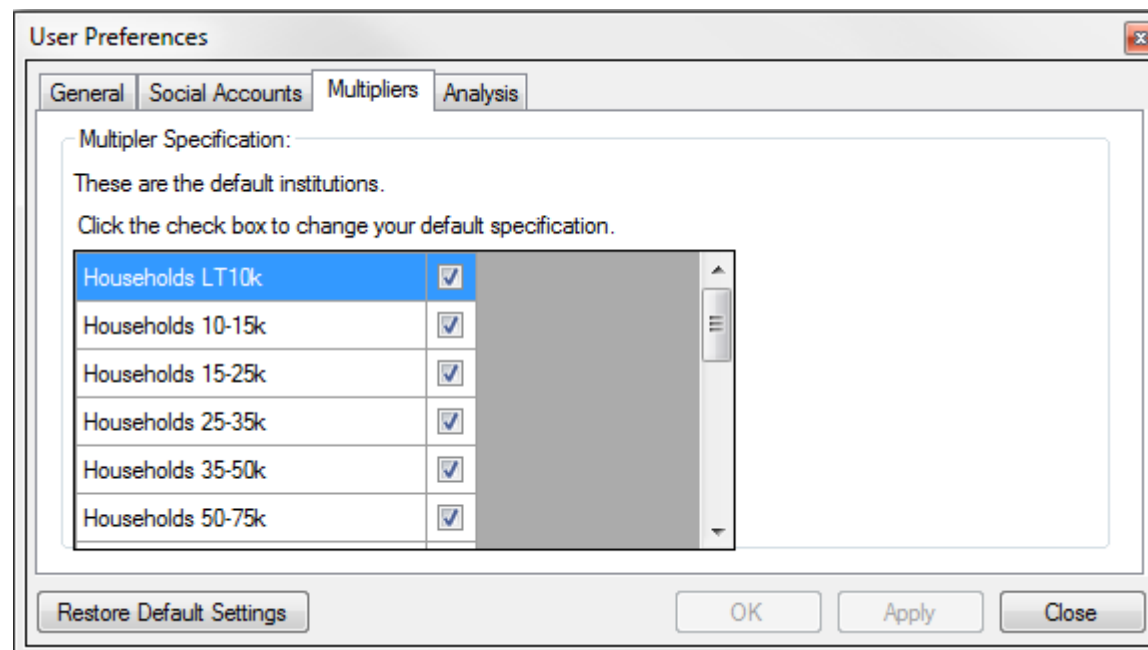 User Preferences
General Social Accounts Multipliers Analysis
Multipler Specification:
These are the default institutions.
Click the check box to change your default specification.
Households LT10k
Households 10-15k
Households 15-25k
Households 25-35k
Households 35-50k
Households 50-75k
Restore Default Settings OK Apply Close